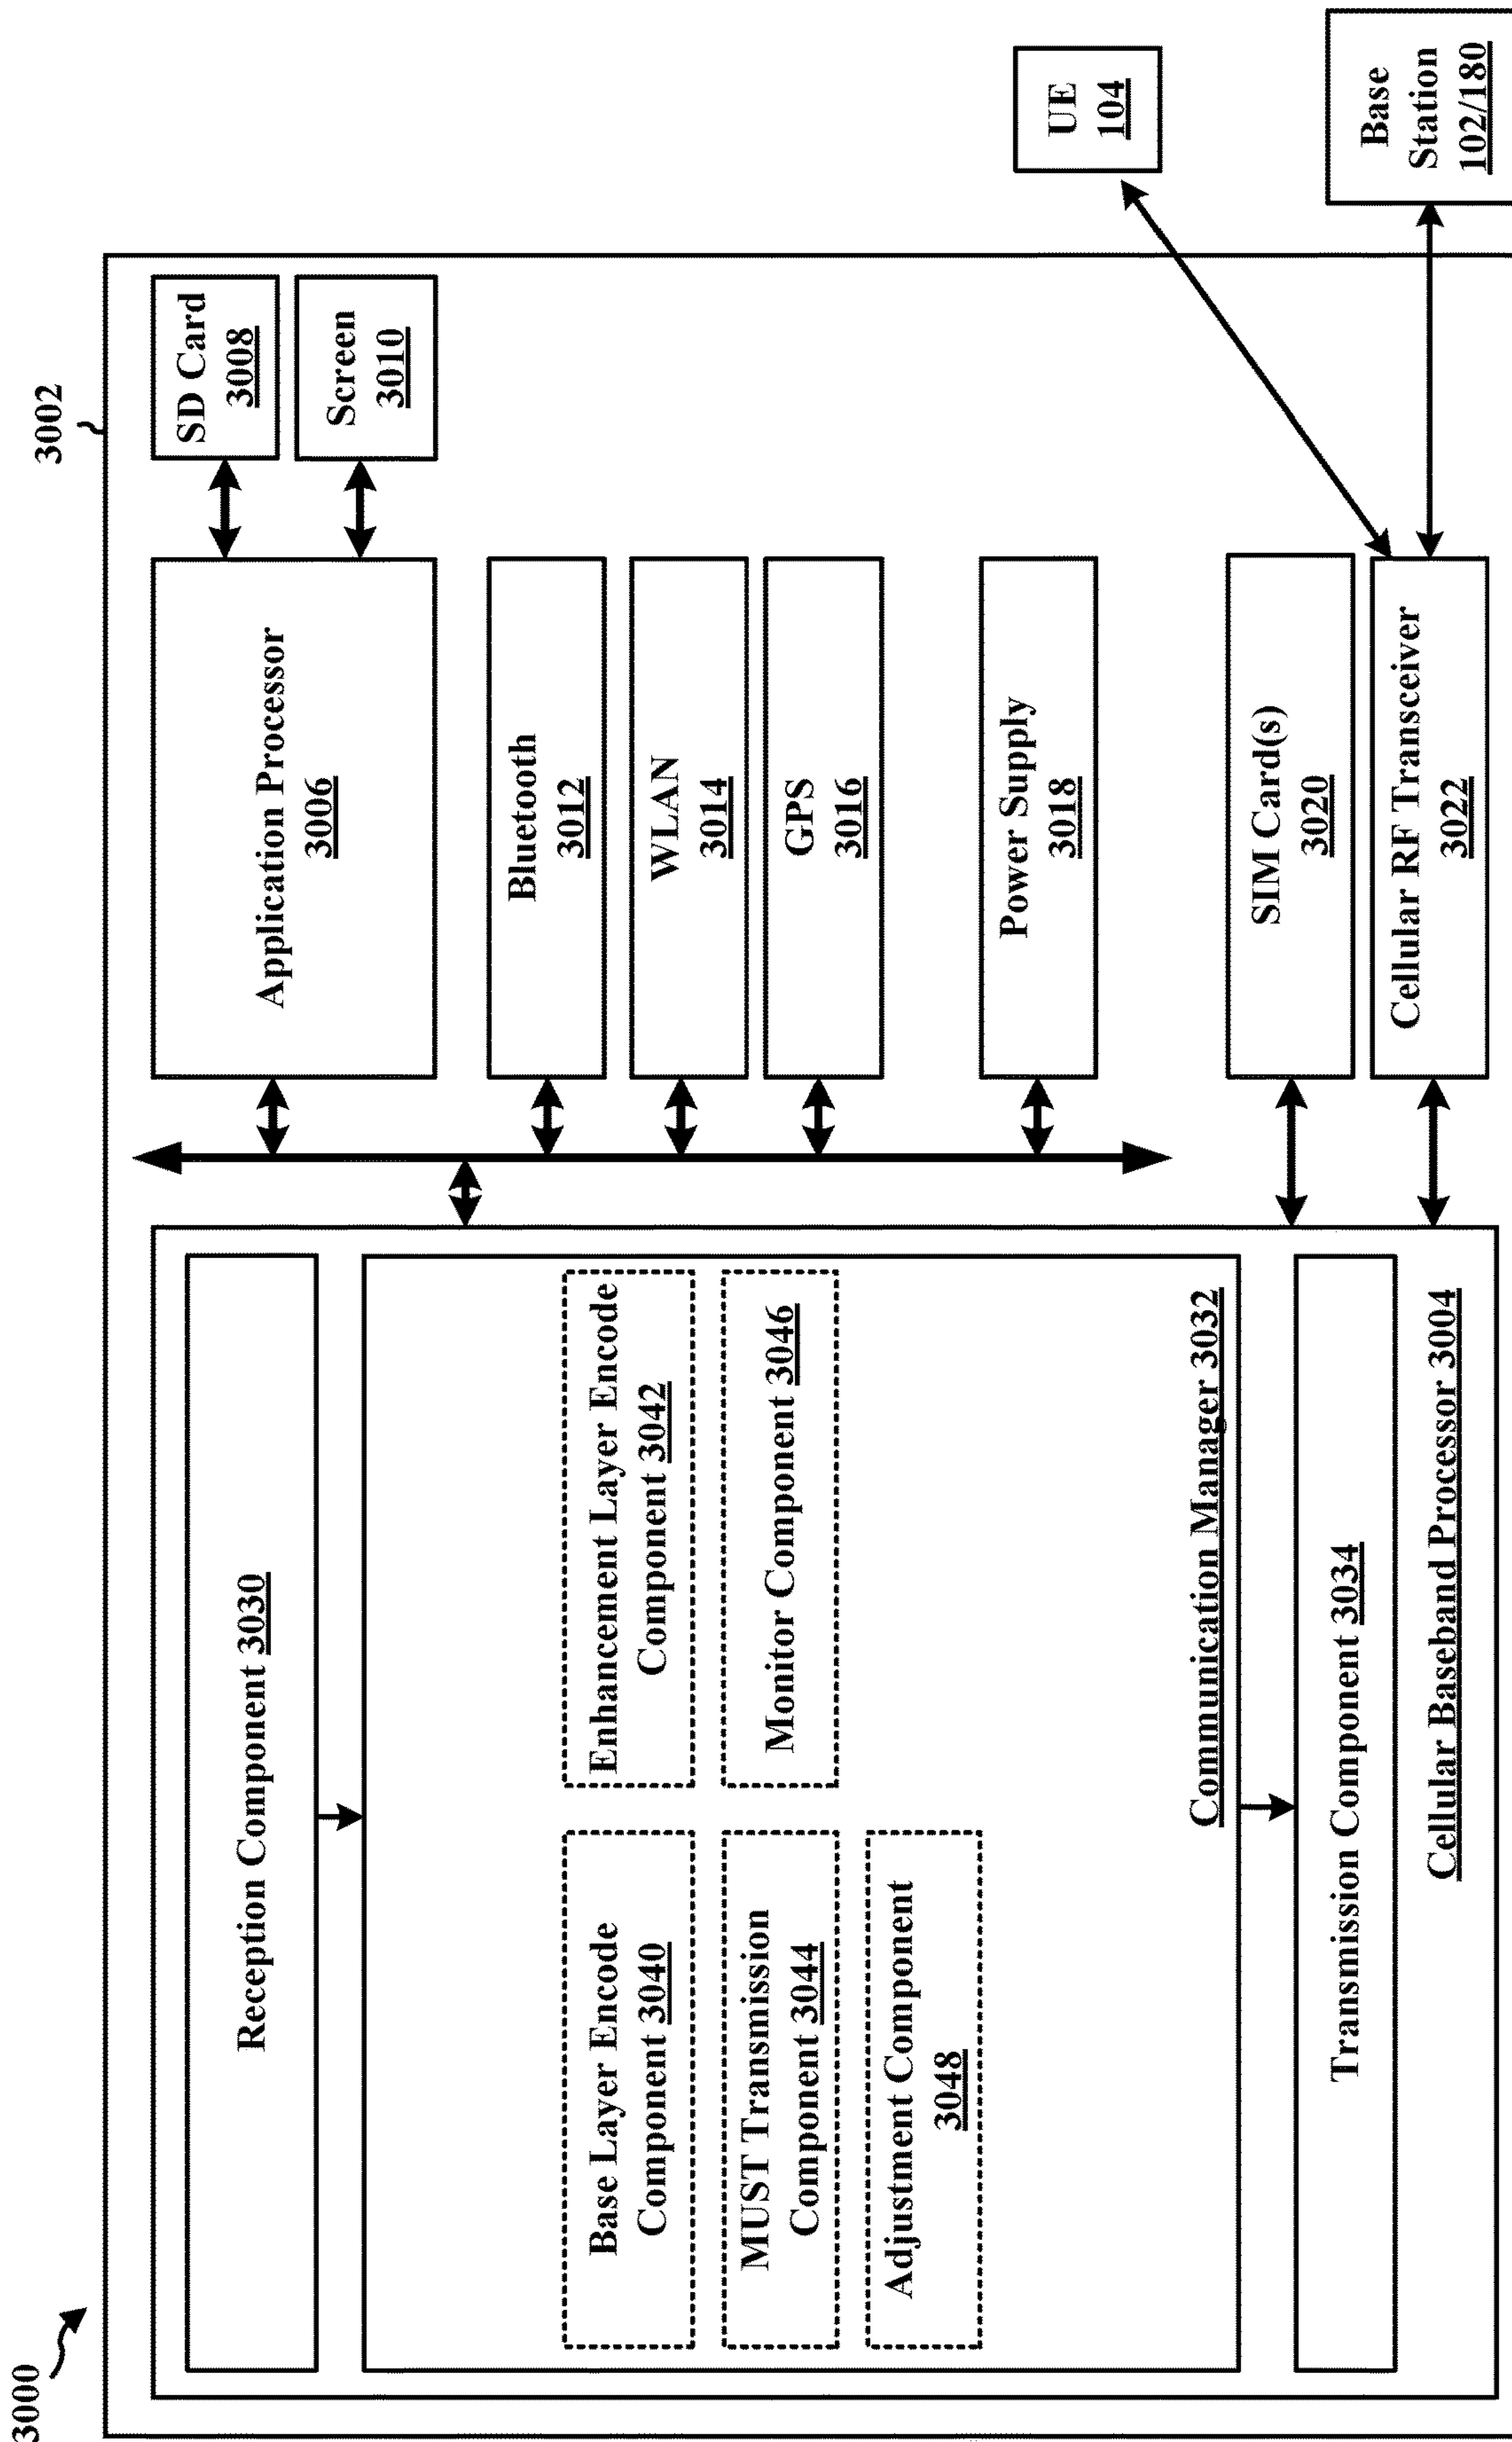 3000
3002
Reception Component 3030
Base Layer Encode
Component 3040
Enhancement Layer Encode
Component 3042
MUST Transmission
Component 3044
Monitor Component 3046
Adjustment Component
3048
Communication Manager 3032
Transmission Component 3034
Cellular Baseband Processor 3004
Application Processor
3006
SD Card
3008
Screen
3010
Bluetooth
3012
WLAN
3014
GPS
3016
Power Supply
3018
SIM Card(s)
3020
Cellular RF Transceiver
3022
UE
104
Base
Station
102/180